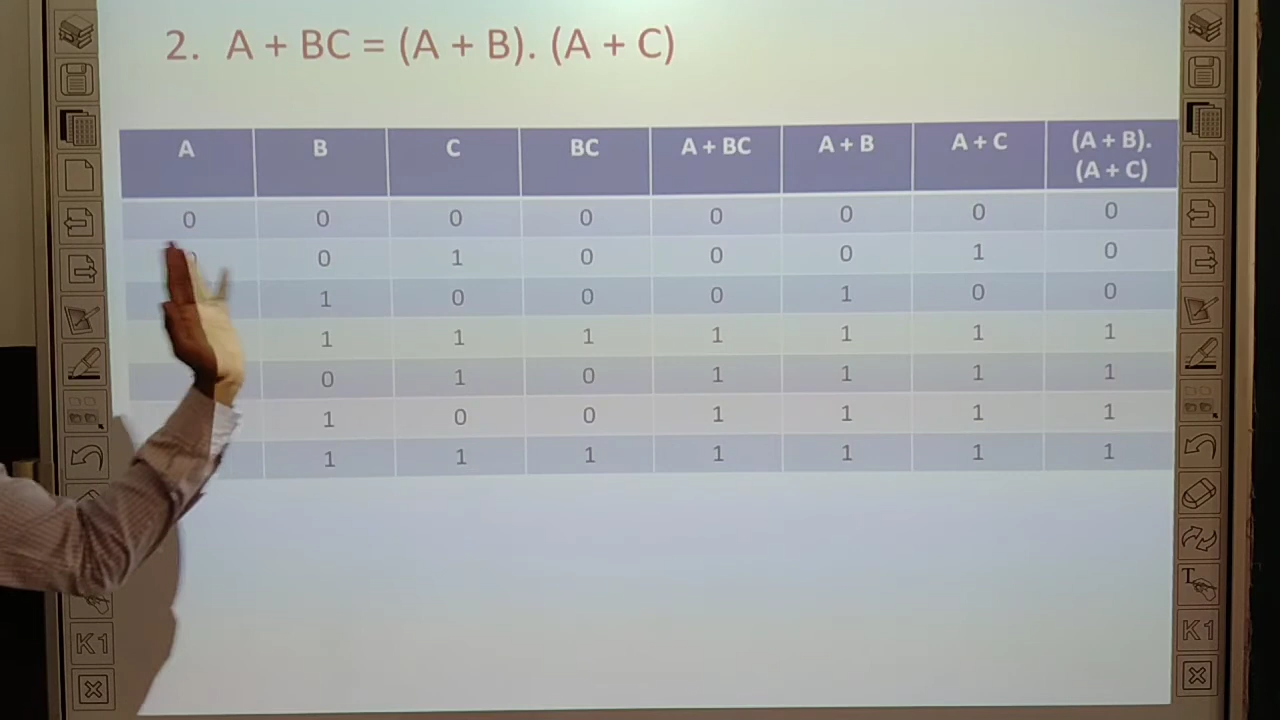 2. A + BC = (A + B). (A + C)
A B C BC A + BC A + B A + C (A + B). (A + C)
0 0 0 0 0 0 0 0
0 1 0 0 0 1 0
1 0 0 0 1 0 0
1 1 1 1 1 1 1
0 1 0 1 1 1 1
1 0 0 1 1 1 1
1 1 1 1 1 1 1
T
K1
K1